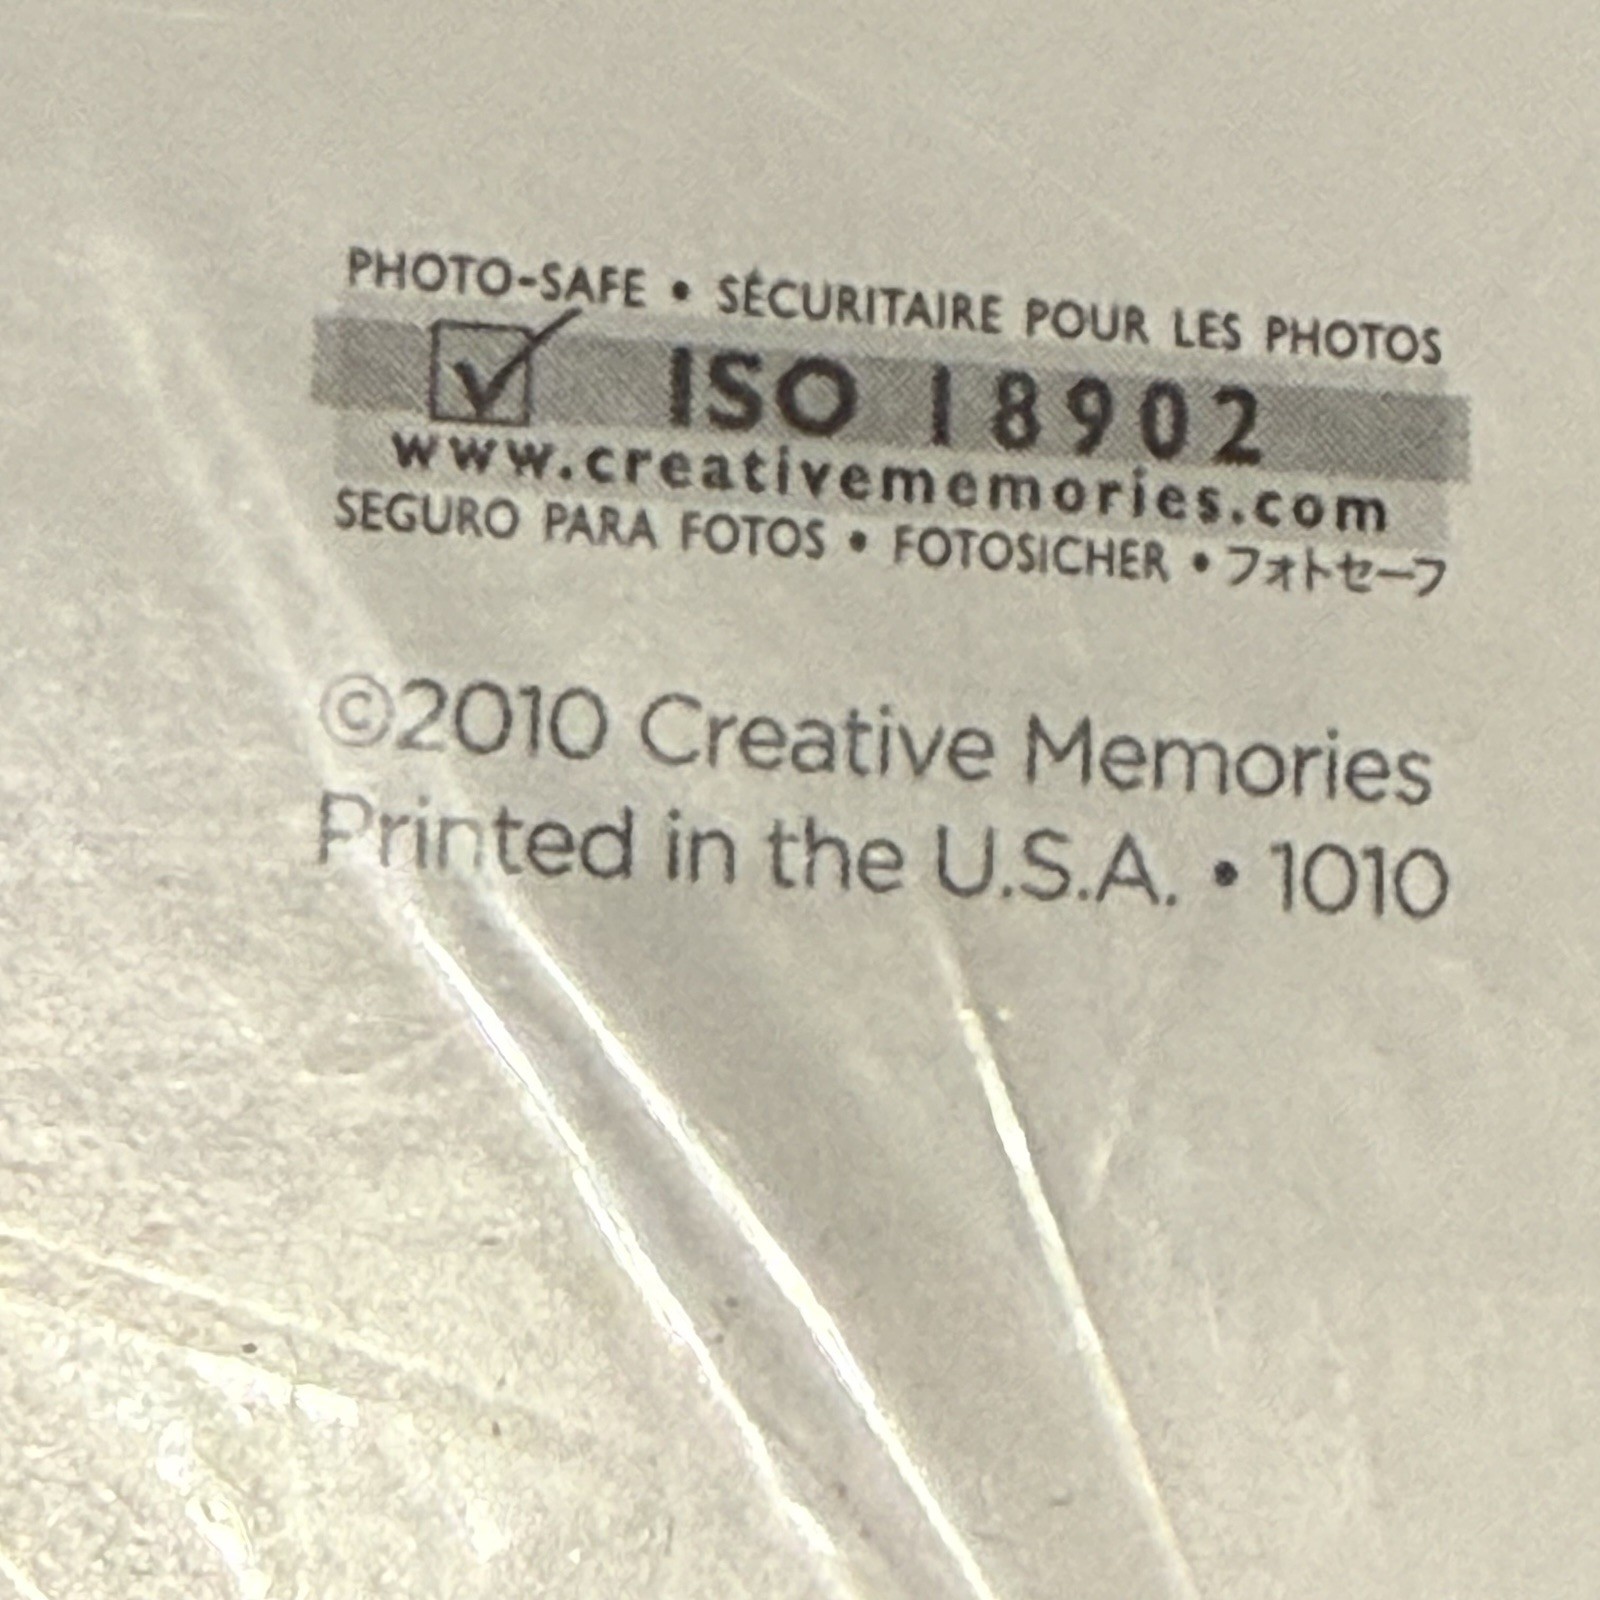 PHOTO-SAFE • SÉCURITAIRE POUR LES PHOTOS
ISO 18902
www.creativememories.com
SEGURO PARA FOTOS • FOTOSICHER • フォトセーフ
©2010 Creative Memories
Printed in the U.S.A. • 1010